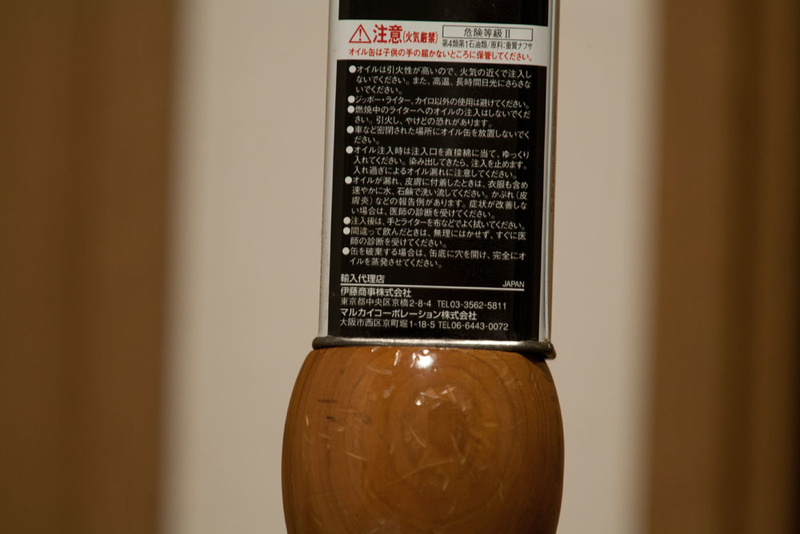 注意(火気厳禁)
危険等級Ⅱ
第4類第1石油類/原料:重質ナフサ
オイル缶は子供の手の届かないところに保管してください。
●オイルは引火性が高いので、火気の近くで注入し
ないでください。また、高温、長時間日光にさらさな
いでください。
●ジッポー・ライター、カイロ以外の使用は避けてください。
●燃焼中のライターへのオイルの注入はしないでくだ
さい。引火し、やけどの恐れがあります。
●車など密閉された場所にオイル缶を放置しないでく
ださい。
●オイル注入時は注入口を直接綿に当て、ゆっくり
入れてください。染み出してきたら、注入を止めます。
入れ過ぎによるオイル漏れに注意してください。
●オイルが漏れ、皮膚に付着したときは、衣服も含め
速やかに水、石鹸で洗い流してください。かぶれ(皮
膚炎)などの報告例があります。症状が改善しな
い場合は、医師の診断を受けてください。
●注入後は、手とライターを布などでよく拭いてください。
●間違って飲んだときは、無理にはかせず、すぐに医
師の診断を受けてください。
●缶を破棄する場合は、缶底に穴を開け、完全にオ
イルを蒸発させてください。
輸入代理店
JAPAN
伊藤商事株式会社
東京都中央区京橋2-8-4 TEL03-3562-5811
マルカイコーポレーション株式会社
大阪市西区京町堀1-18-5 TEL06-6443-0072